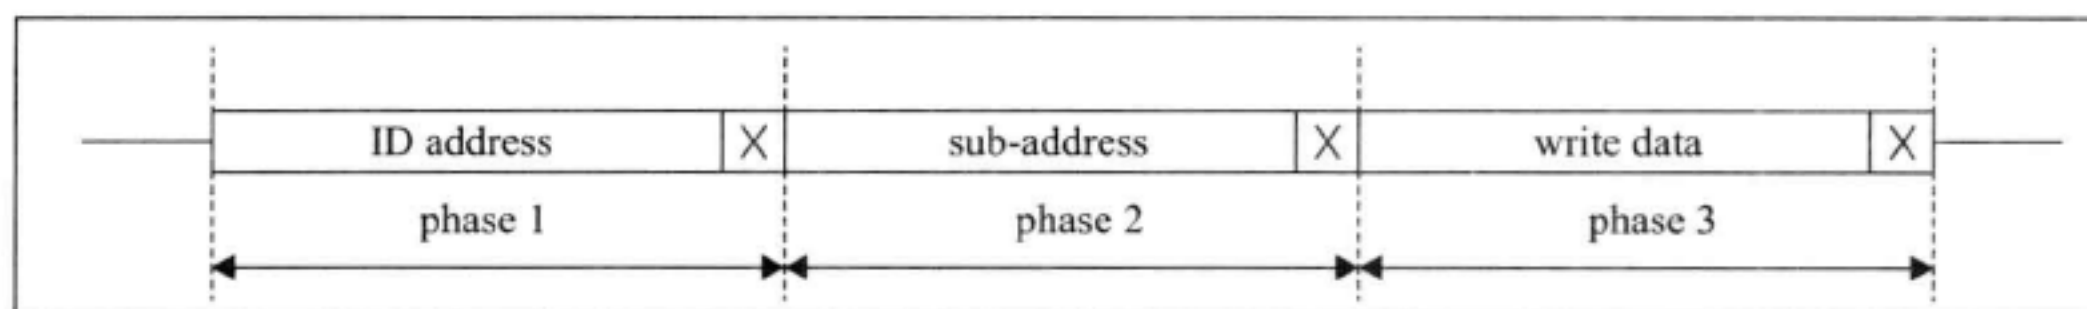 ID address X sub-address X write data X
phase 1 phase 2 phase 3